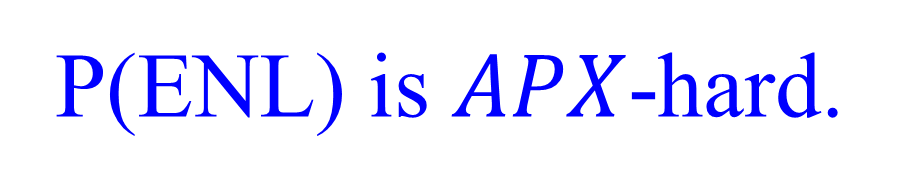 P(ENL) is APX-hard.